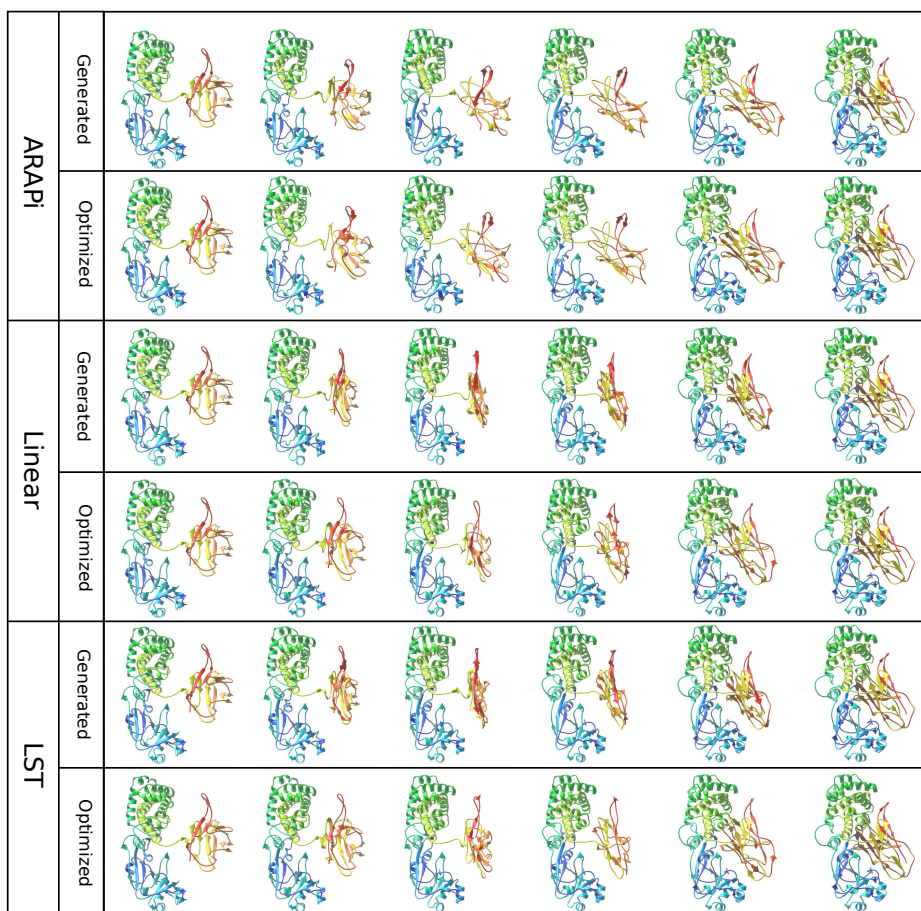 ARAPi
Generated
Optimized
Linear
Generated
Optimized
LST
Generated
Optimized